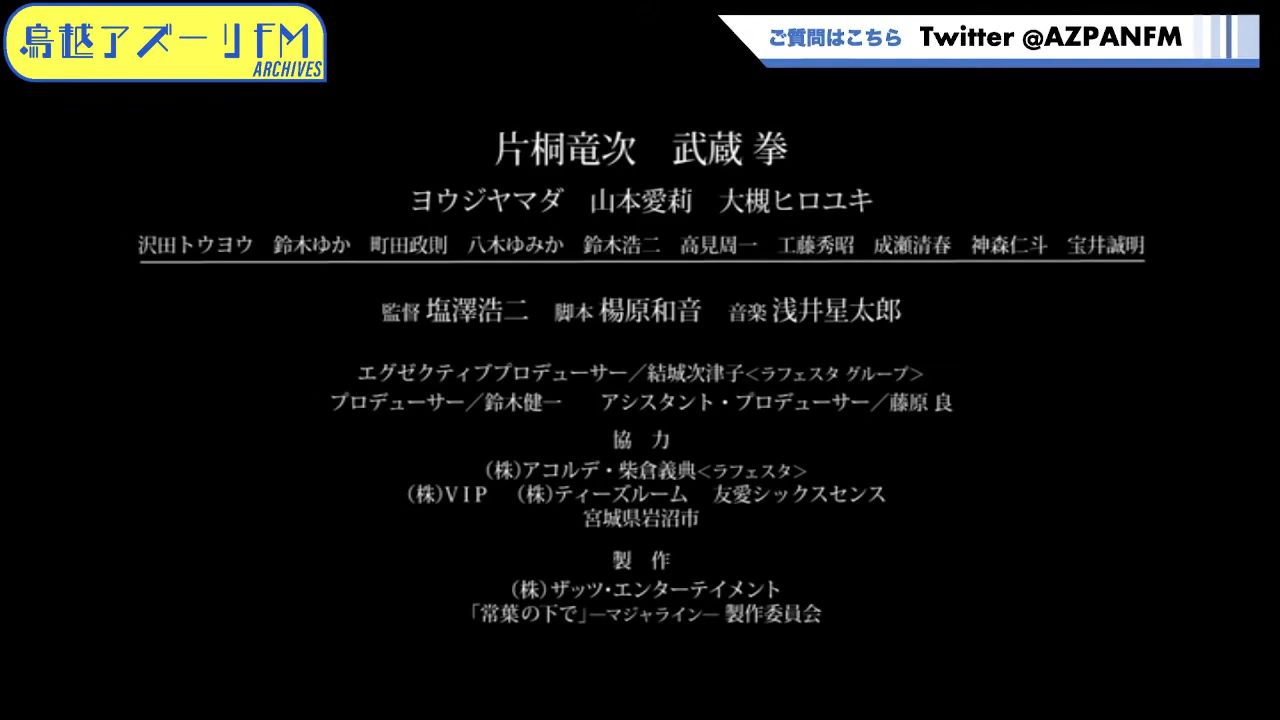 鳥越アズーリFM
ARCHIVES
ご質問はこちら Twitter @AZPANFM
片桐竜次　武蔵 拳
ヨウジヤマダ　山本愛莉　大槻ヒロユキ
沢田トウヨウ　鈴木ゆか　町田政則　八木ゆみか　鈴木浩二　高見周一　工藤秀昭　成瀬清春　神森仁斗　宝井誠明
監督 塩澤浩二　脚本 楊原和音　音楽 浅井星太郎
エグゼクティブプロデューサー／結城次津子＜ラフェスタ グループ＞
プロデューサー／鈴木健一　　アシスタント・プロデューサー／藤原 良
協　力
（株）アコルデ・柴倉義典＜ラフェスタ＞
（株）VIP　（株）ティーズルーム　友愛シックスセンス
宮城県岩沼市
製　作
（株）ザッツ・エンターテイメント
「常葉の下で」―マジャライン― 製作委員会